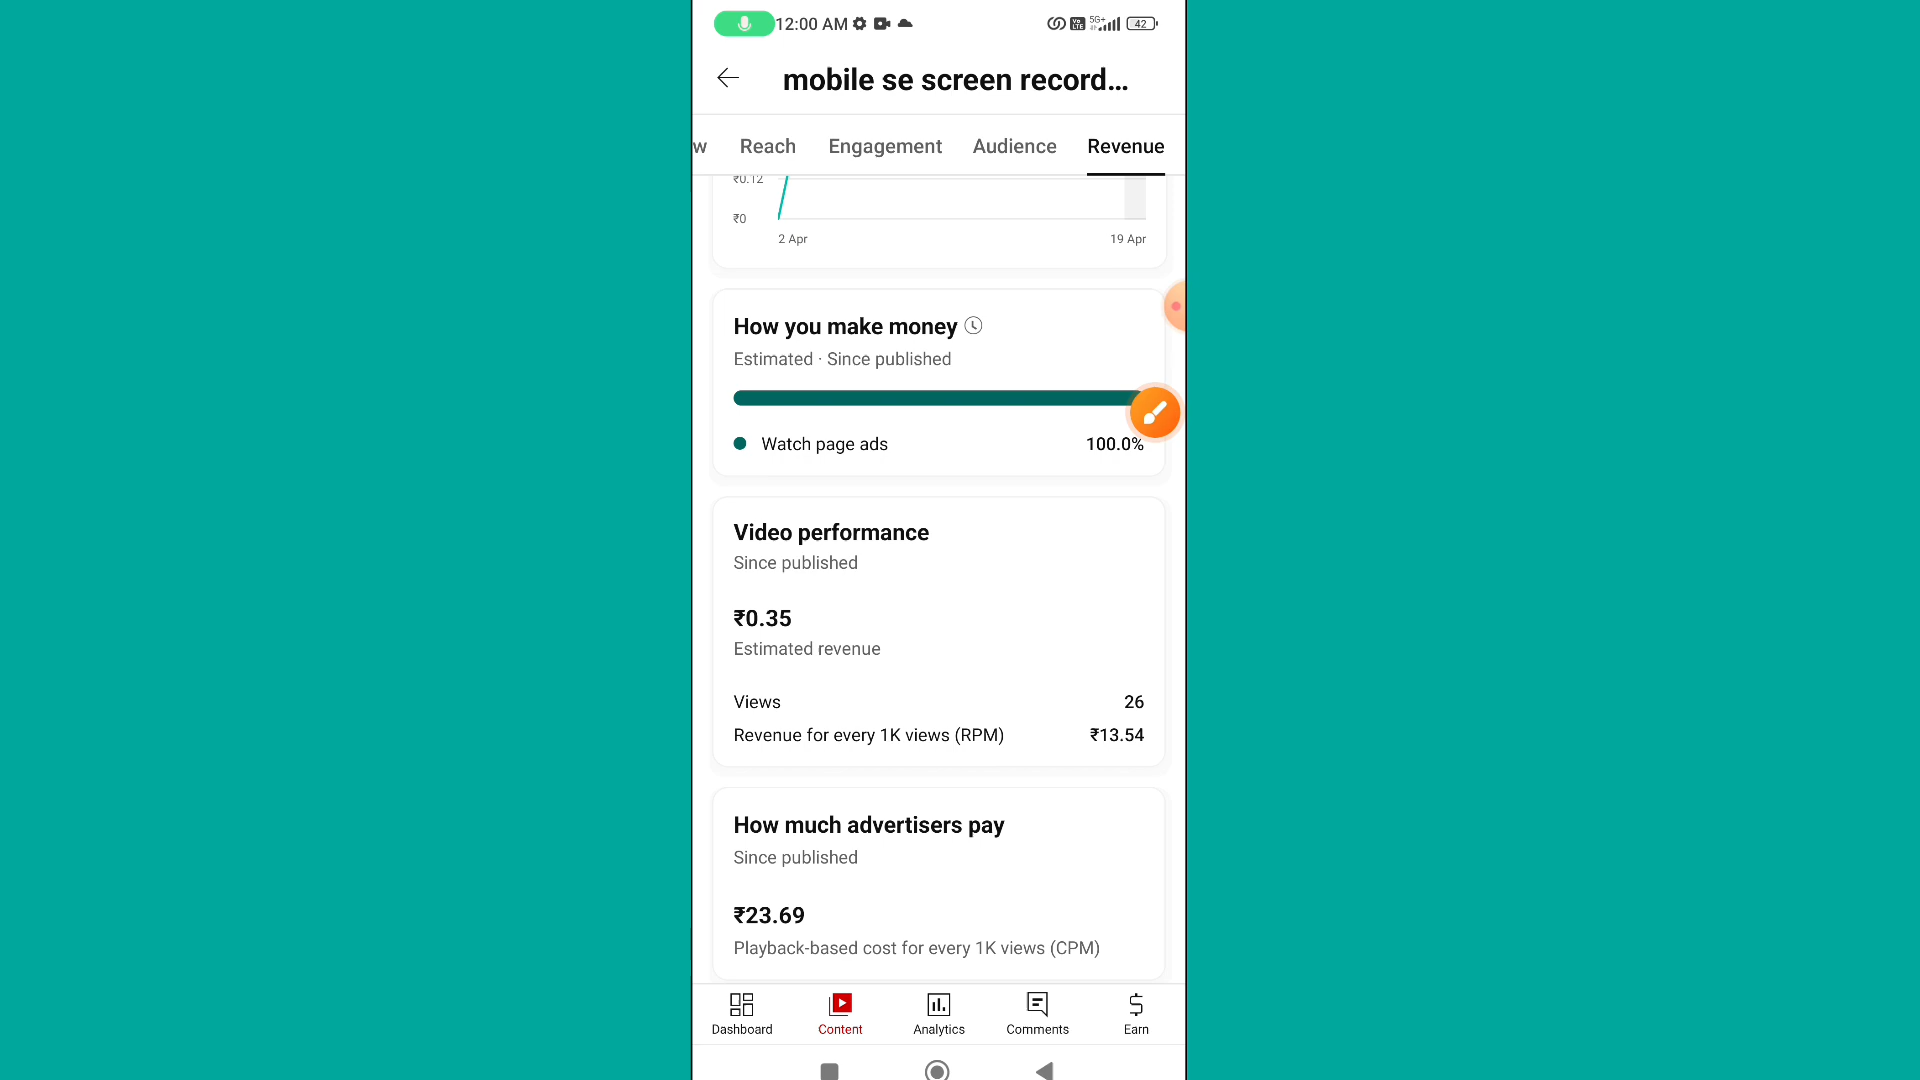 12:00 AM 5G+ 42
mobile se screen record...
w Reach Engagement Audience Revenue
₹0.12
₹0
2 Apr 19 Apr
How you make money
Estimated · Since published
Watch page ads 100.0%
Video performance
Since published
₹0.35
Estimated revenue
Views 26
Revenue for every 1K views (RPM) ₹13.54
How much advertisers pay
Since published
₹23.69
Playback-based cost for every 1K views (CPM)
Dashboard Content Analytics Comments Earn